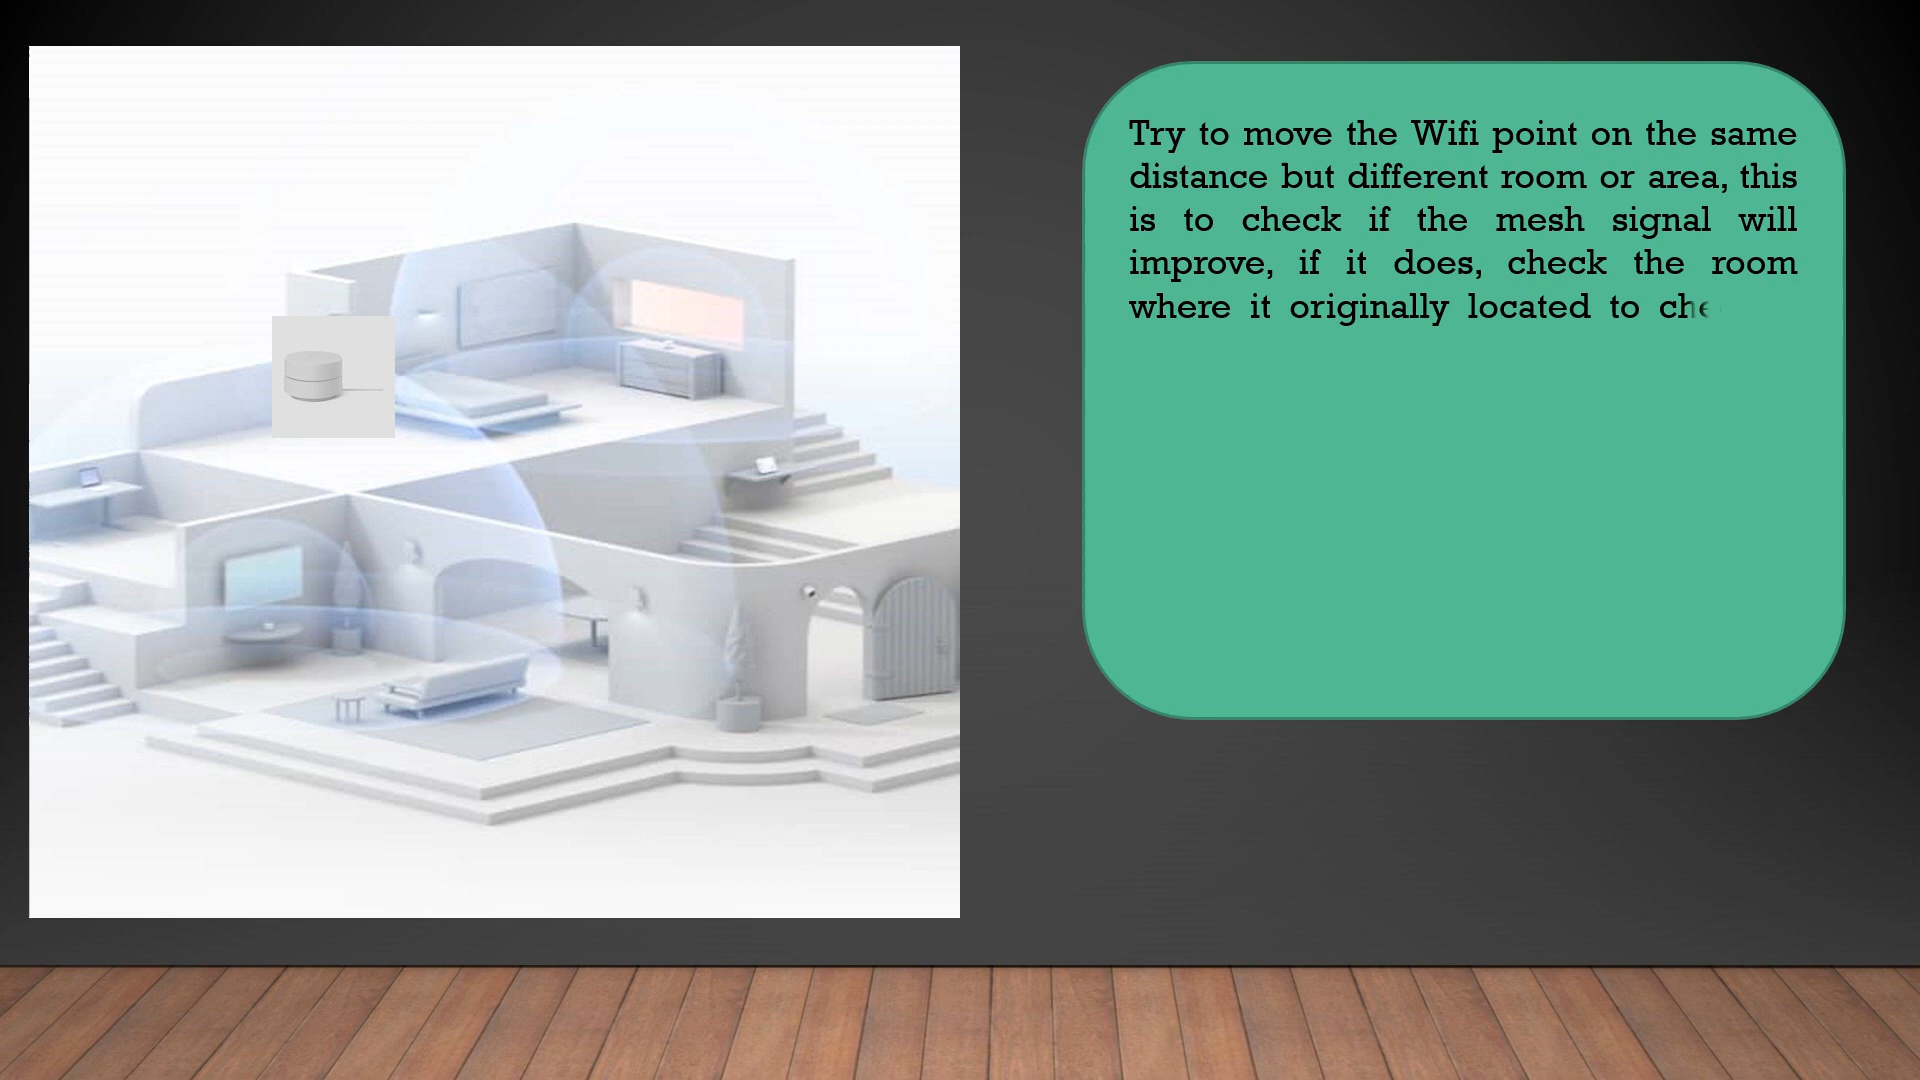 Try to move the Wifi point on the same
distance but different room or area, this
is to check if the mesh signal will
improve, if it does, check the room
where it originally located to